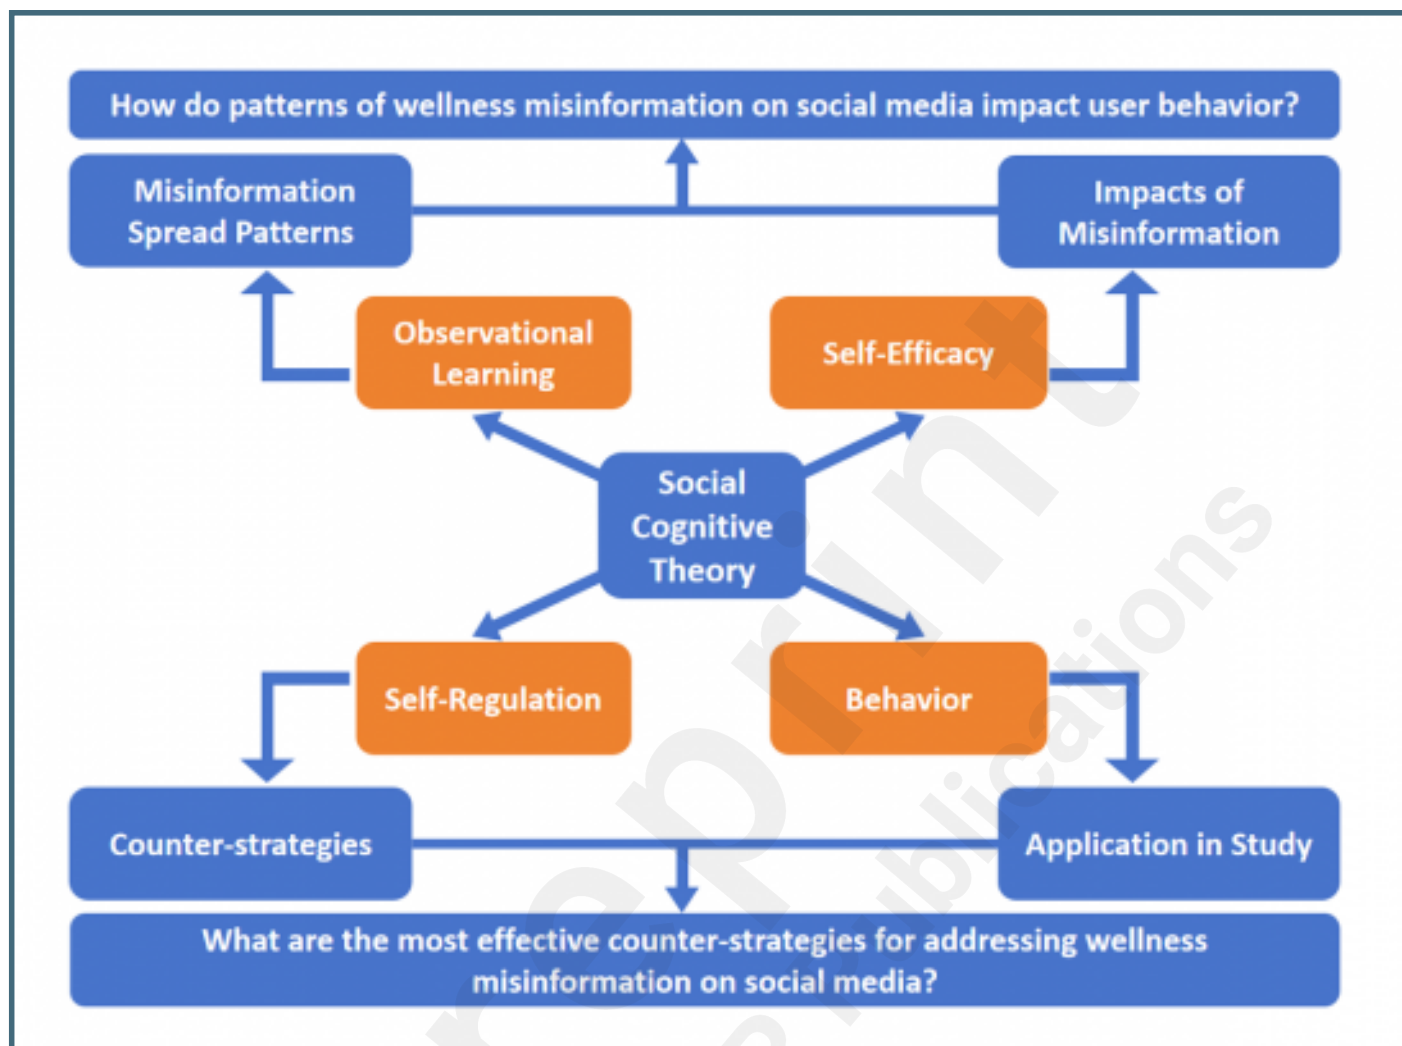 How do patterns of wellness misinformation on social media impact user behavior?
Misinformation
Spread Patterns
Impacts of
Misinformation
Observational
Learning
Self-Efficacy
Social
Cognitive
Theory
Self-Regulation
Behavior
Counter-strategies
Application in Study
What are the most effective counter-strategies for addressing wellness
misinformation on social media?